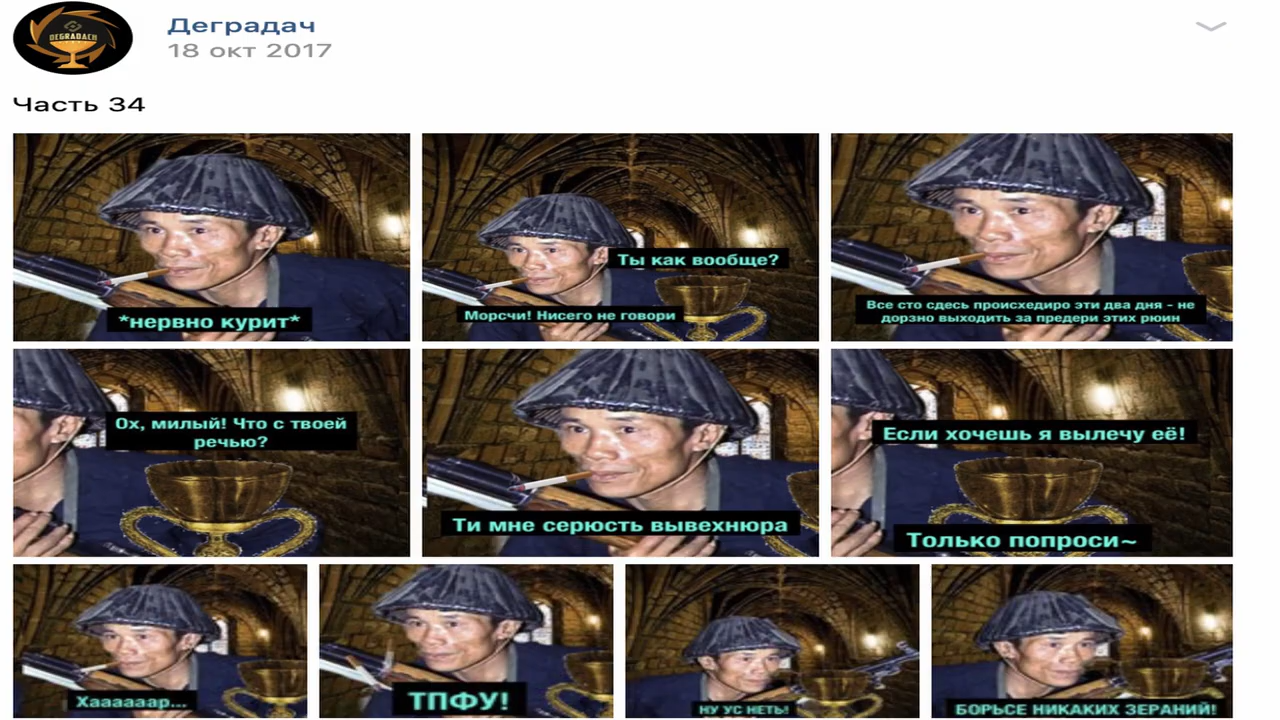 DEGRADACH
Деградач
18 окт 2017
Часть 34
*нервно курит*
Ты как вообще?
Морсчи! Нисего не говори
Все сто сдесь происхедиро эти два дня - не
дорзно выходить за предери этих рюин
Ох, милый! Что с твоей
речью?
Ти мне серюсть вывехнюра
Если хочешь я вылечу её!
Только попроси~
Хаааааар...
ТПФУ!
НУ УС НЕТЬ!
БОРЬСЕ НИКАКИХ ЗЕРАНИЙ!